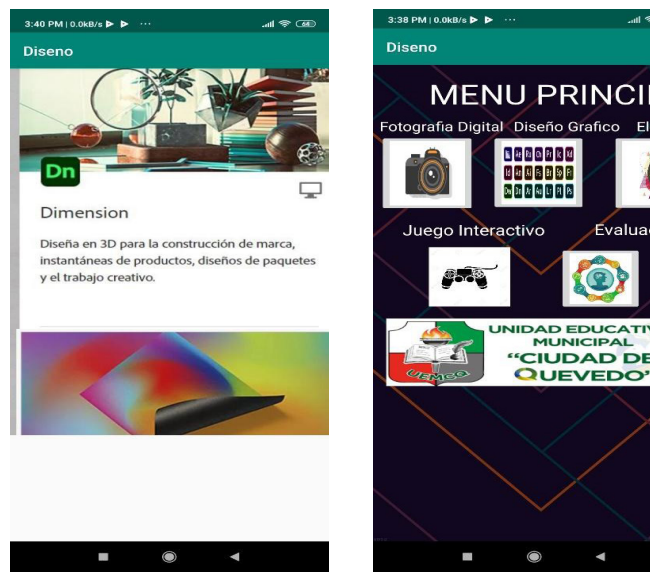 3:40 PM | 0.0kB/s
Diseno
Dn
Dimension
Diseña en 3D para la construcción de marca,
instantáneas de productos, diseños de paquetes
y el trabajo creativo.
3:38 PM | 0.0kB/s
Diseno
MENU PRINCI
Fotografia Digital Diseño Grafico El
Juego Interactivo Evalua
UNIDAD EDUCATIV
MUNICIPAL
“CIUDAD DE
QUEVEDO”
UEMCQ